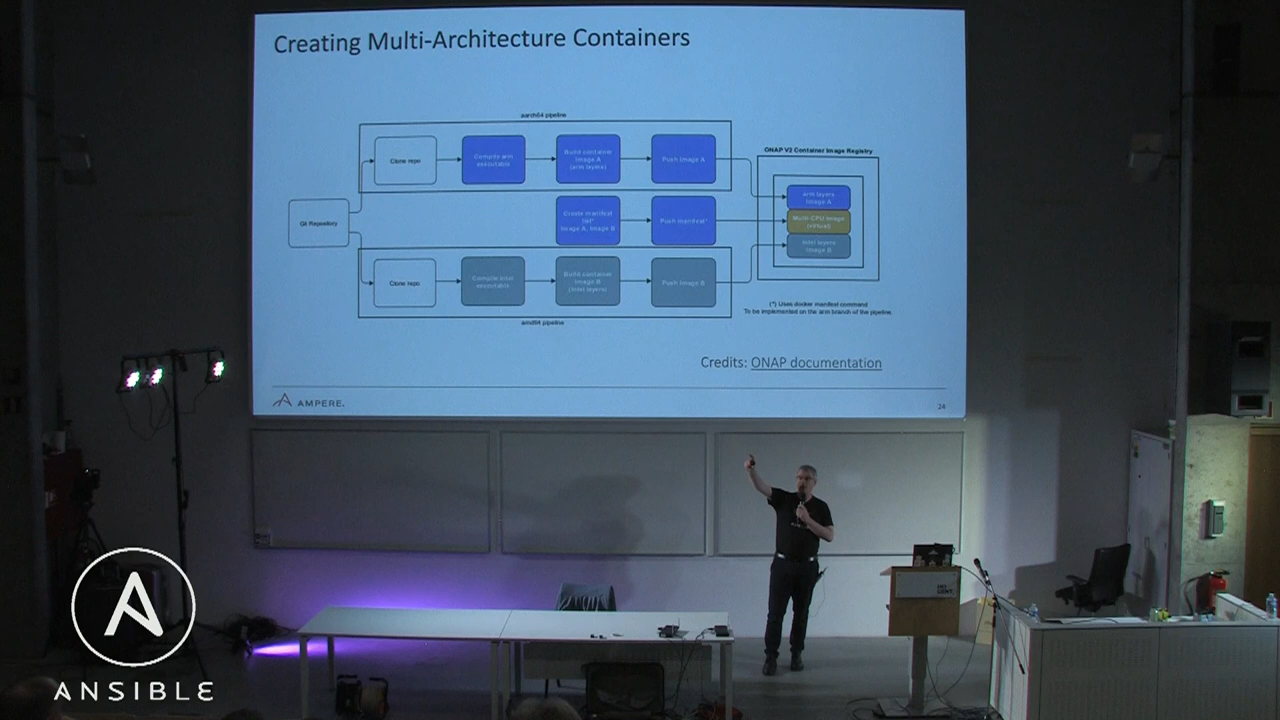 Creating Multi-Architecture Containers
aarch64 pipeline
Clone repo
Compile arm
executable
Build container
Image A
(arm layers)
Push Image A
ONAP V2 Container Image Registry
arm layers
Image A
Git Repository
Create manifest
list*
Image A, Image B
Push manifest*
Multi-CPU image
(virtual)
intel layers
Image B
Clone repo
Compile intel
executable
Build container
Image B
(intel layers)
Push Image B
amd64 pipeline
(*) Uses docker manifest command
To be implemented on the arm branch of the pipeline.
Credits: ONAP documentation
AMPERE.
24
ANSIBLE